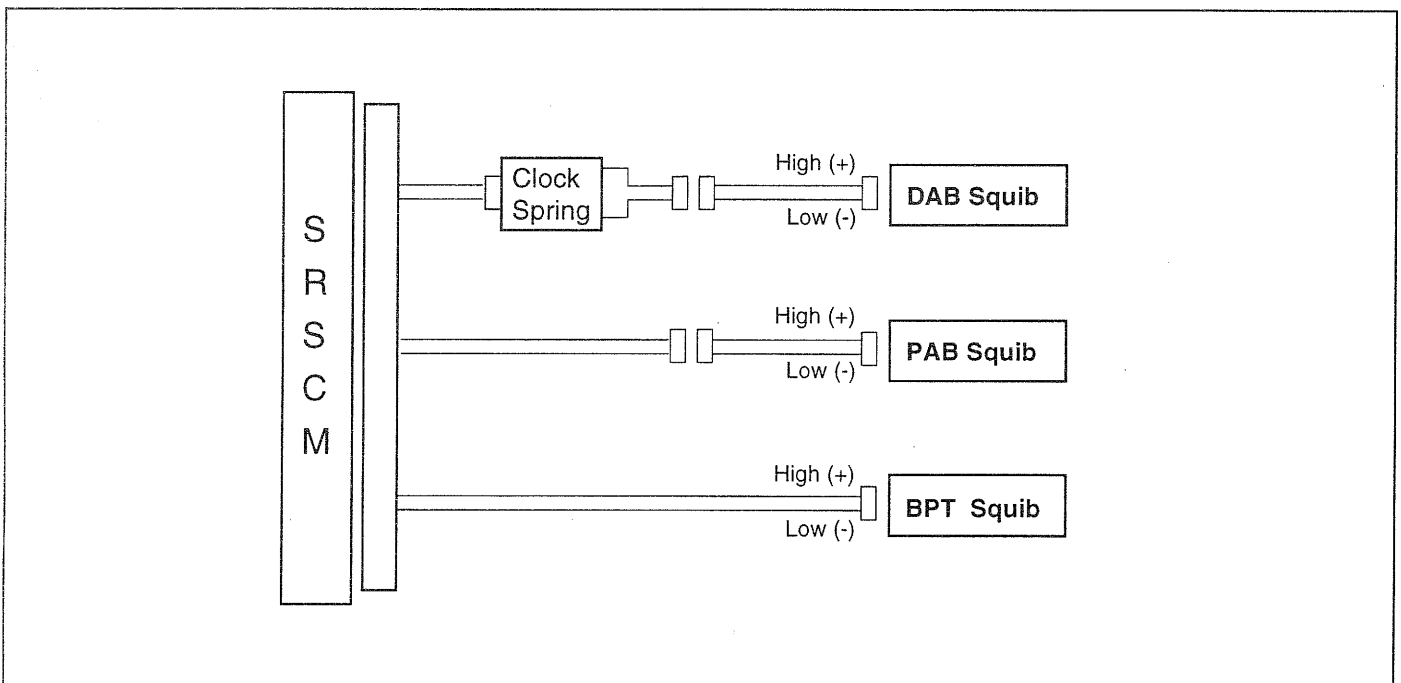 S
R
S
C
M
Clock
Spring
High (+)
Low (-)
DAB Squib
High (+)
Low (-)
PAB Squib
High (+)
Low (-)
BPT Squib